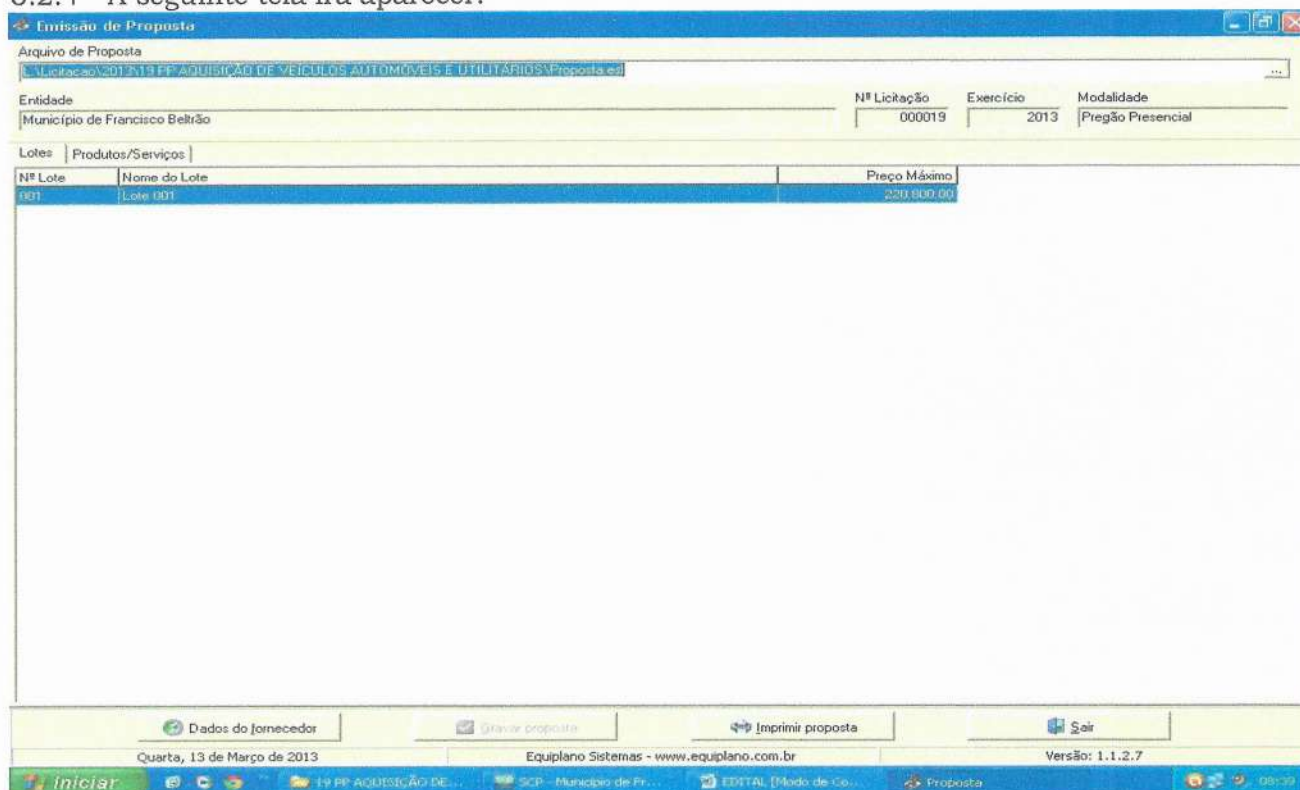 A seguinte tela irá aparecer:
Emissão de Proposta
Arquivo de Proposta
L:\Licitacao\2013\19 PP AQUISIÇÃO DE VEÍCULOS AUTOMÓVEIS E UTILITÁRIOS\Proposta.esl
...
Entidade Nº Licitação Exercício Modalidade
Município de Francisco Beltrão 000019 2013 Pregão Presencial
Lotes Produtos/Serviços
Nº Lote Nome do Lote Preço Máximo
001 Lote 001 220.800,00
Dados do fornecedor Gravar proposta Imprimir proposta Sair
Quarta, 13 de Março de 2013 Equiplano Sistemas - www.equiplano.com.br Versão: 1.1.2.7
iniciar 19 PP AQUISIÇÃO DE... SCP - Município de Fr... EDITAL [Modo de Co... Proposta 08:39